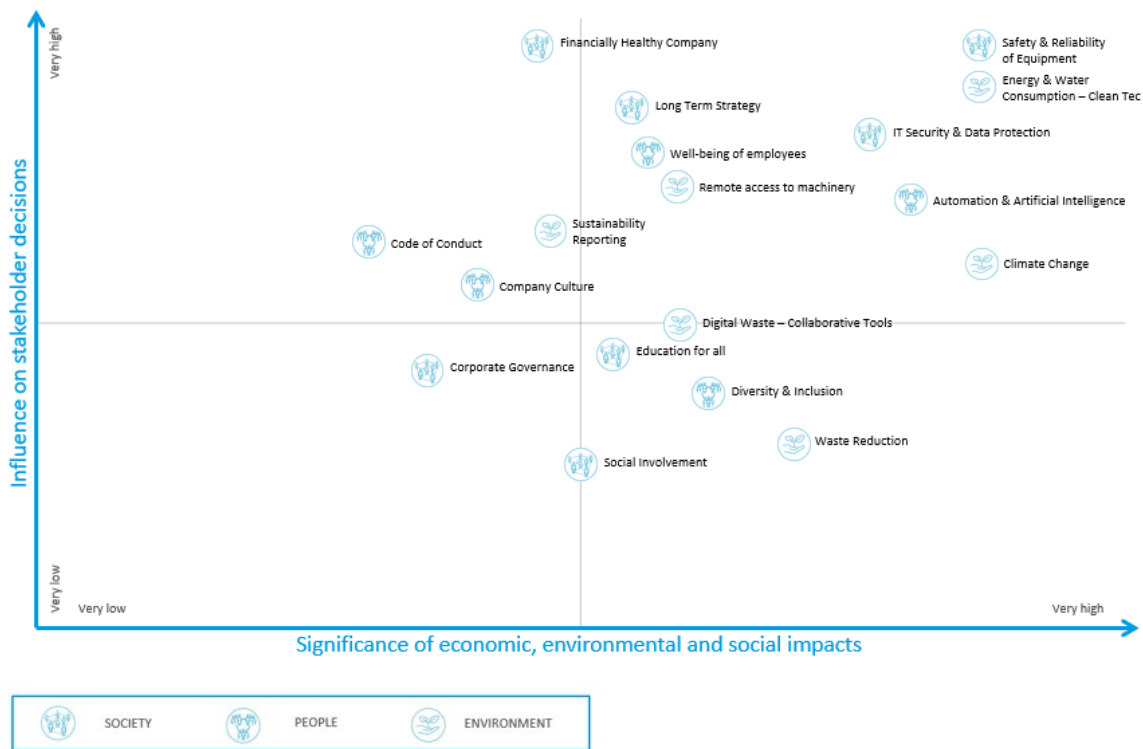 Very high
Financially Healthy Company
Safety & Reliability
of Equipment
Energy & Water
Consumption – Clean Tec
Long Term Strategy
IT Security & Data Protection
Well-being of employees
Remote access to machinery
Automation & Artificial Intelligence
Sustainability
Reporting
Code of Conduct
Climate Change
Company Culture
Digital Waste – Collaborative Tools
Education for all
Corporate Governance
Diversity & Inclusion
Waste Reduction
Social Involvement
Influence on stakeholder decisions
Very low
Very low
Very high
Significance of economic, environmental and social impacts
SOCIETY
PEOPLE
ENVIRONMENT